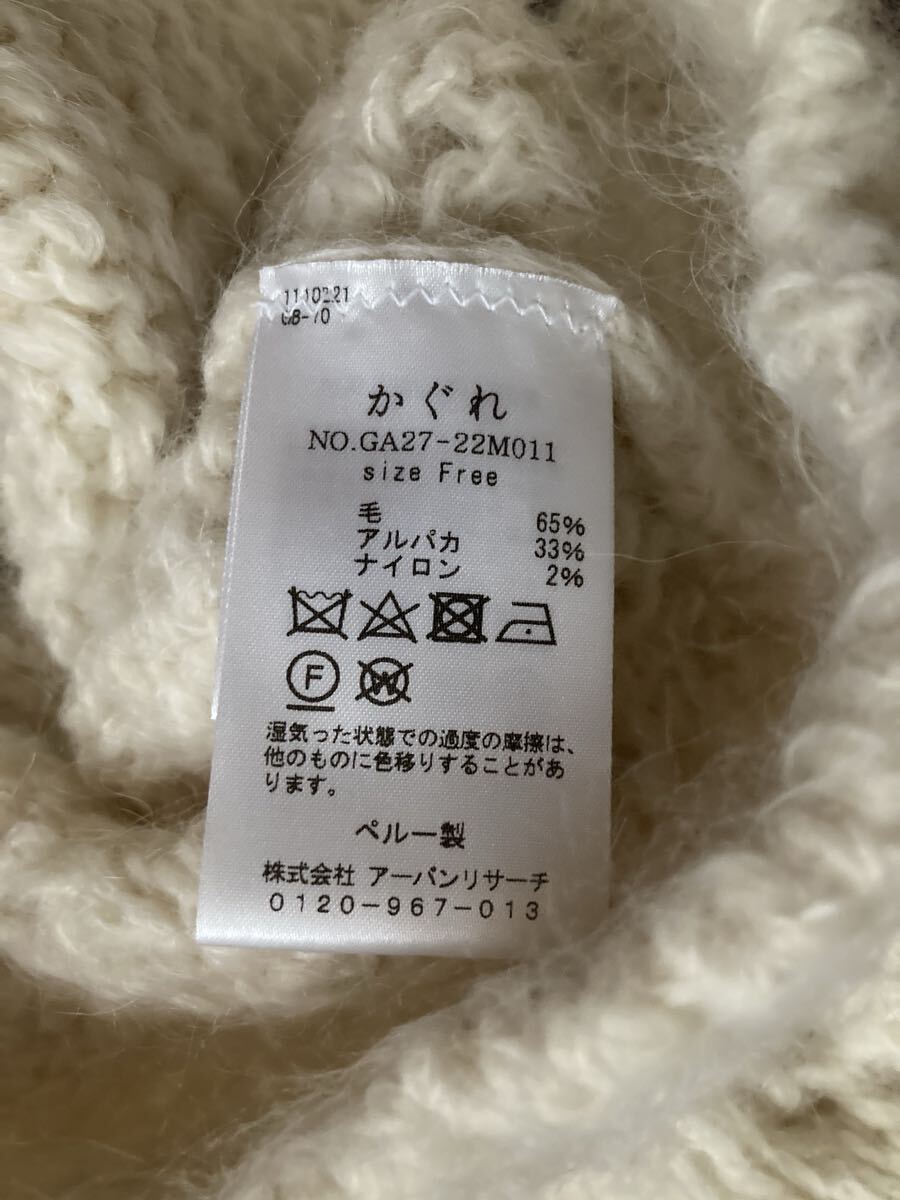 1110221
GB-70
かぐれ
NO.GA27-22M011
size Free
毛 65%
アルパカ 33%
ナイロン 2%
F W
湿気った状態での過度の摩擦は、
他のものに色移りすることがあ
ります。
ペルー製
株式会社 アーバンリサーチ
0120-967-013